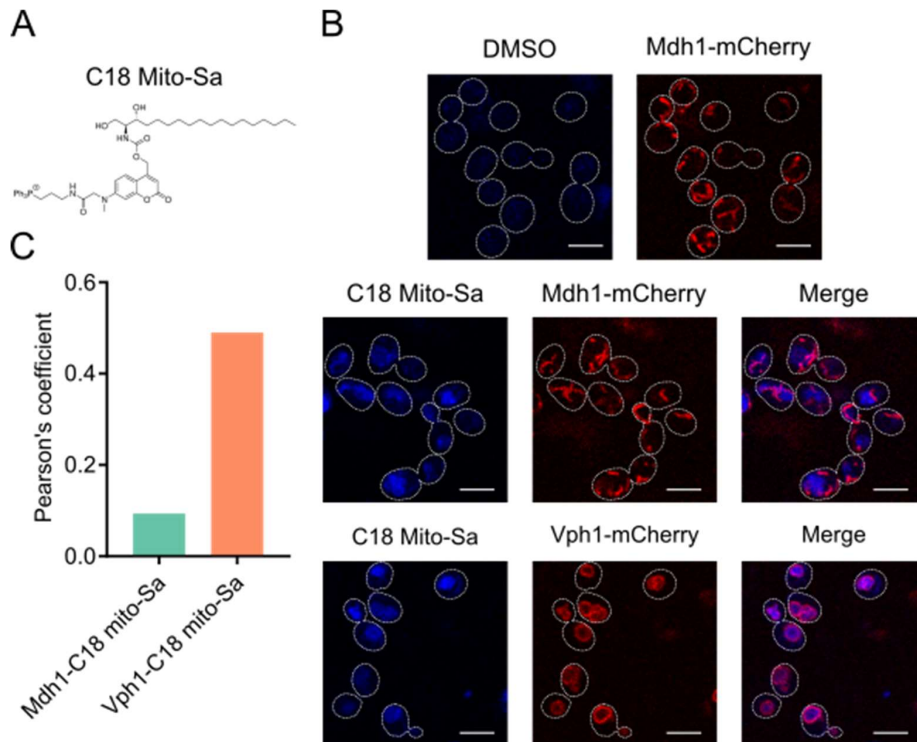 A
C18 Mito-Sa
OH
HO
HN
O
O
Ph₃P
⊕
H
N
O
N
O
O
B
DMSO
Mdh1-mCherry
C18 Mito-Sa
Mdh1-mCherry
Merge
C18 Mito-Sa
Vph1-mCherry
Merge
C
Pearson's coefficient
0.6
0.4
0.2
0.0
Mdh1-C18 mito-Sa
Vph1-C18 mito-Sa